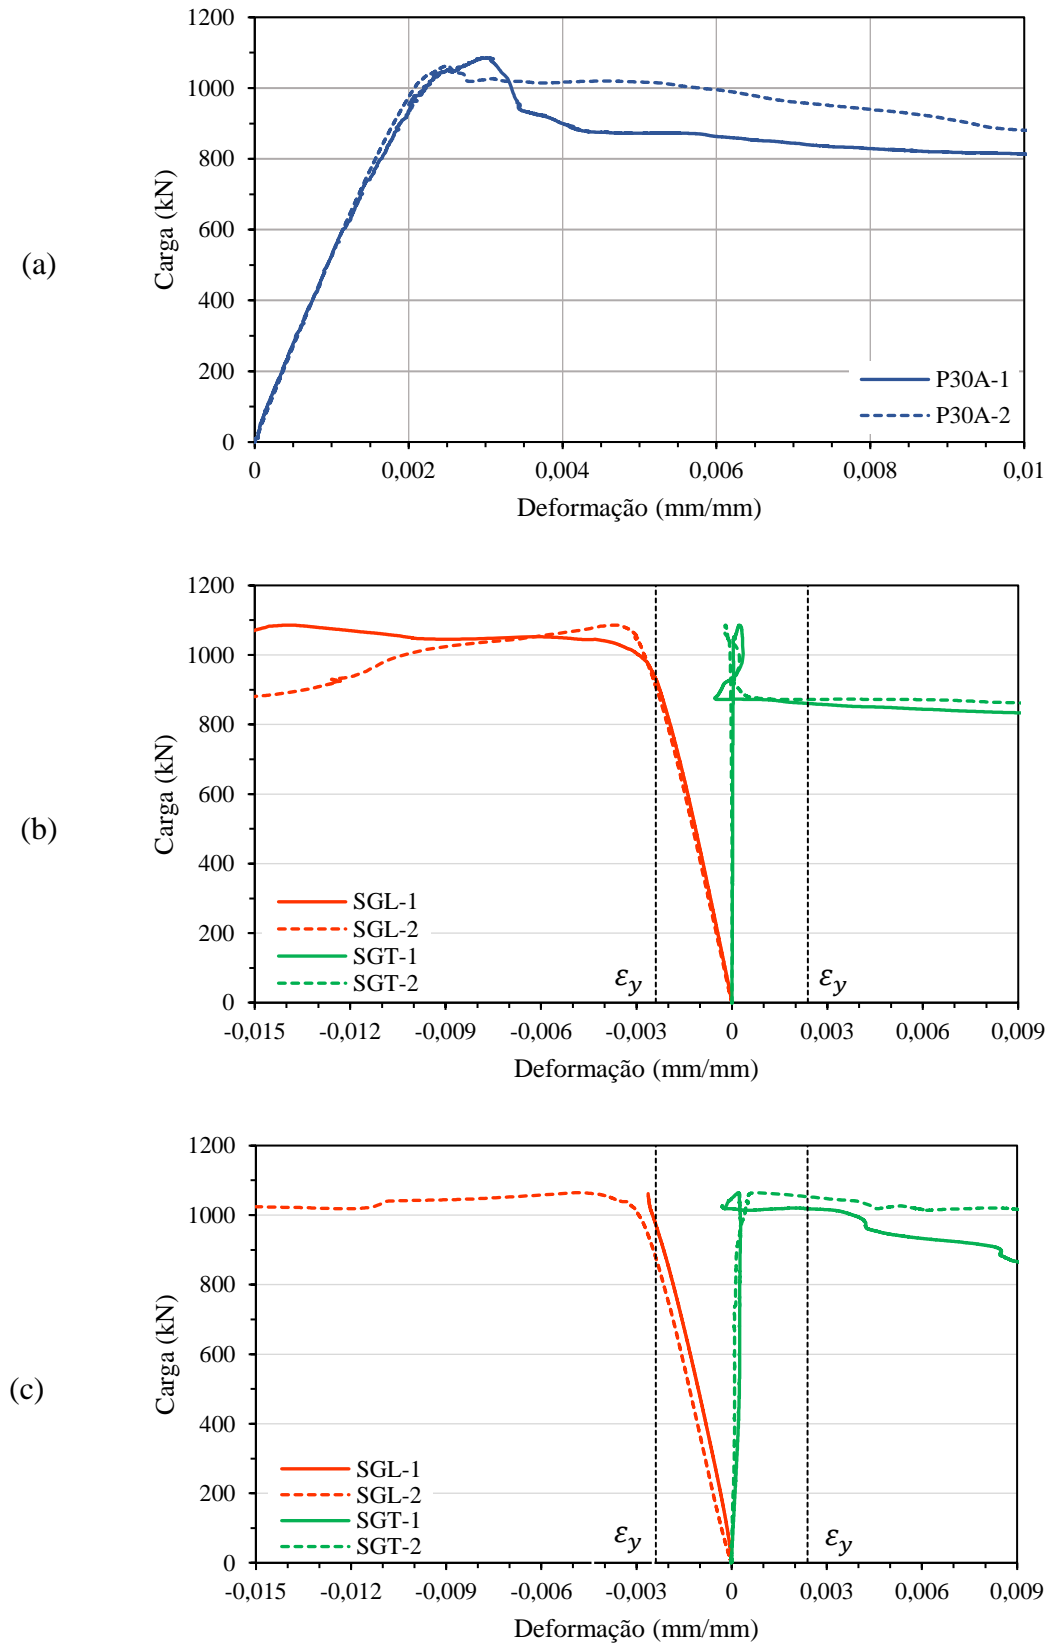 (a)
Carga (kN)
1200
1000
800
600
400
200
0
P30A-1
P30A-2
0 0,002 0,004 0,006 0,008 0,01
Deformação (mm/mm)
(b)
Carga (kN)
1200
1000
800
600
400
200
0
SGL-1
SGL-2
SGT-1
SGT-2
εy εy
-0,015 -0,012 -0,009 -0,006 -0,003 0 0,003 0,006 0,009
Deformação (mm/mm)
(c)
Carga (kN)
1200
1000
800
600
400
200
0
SGL-1
SGL-2
SGT-1
SGT-2
εy εy
-0,015 -0,012 -0,009 -0,006 -0,003 0 0,003 0,006 0,009
Deformação (mm/mm)